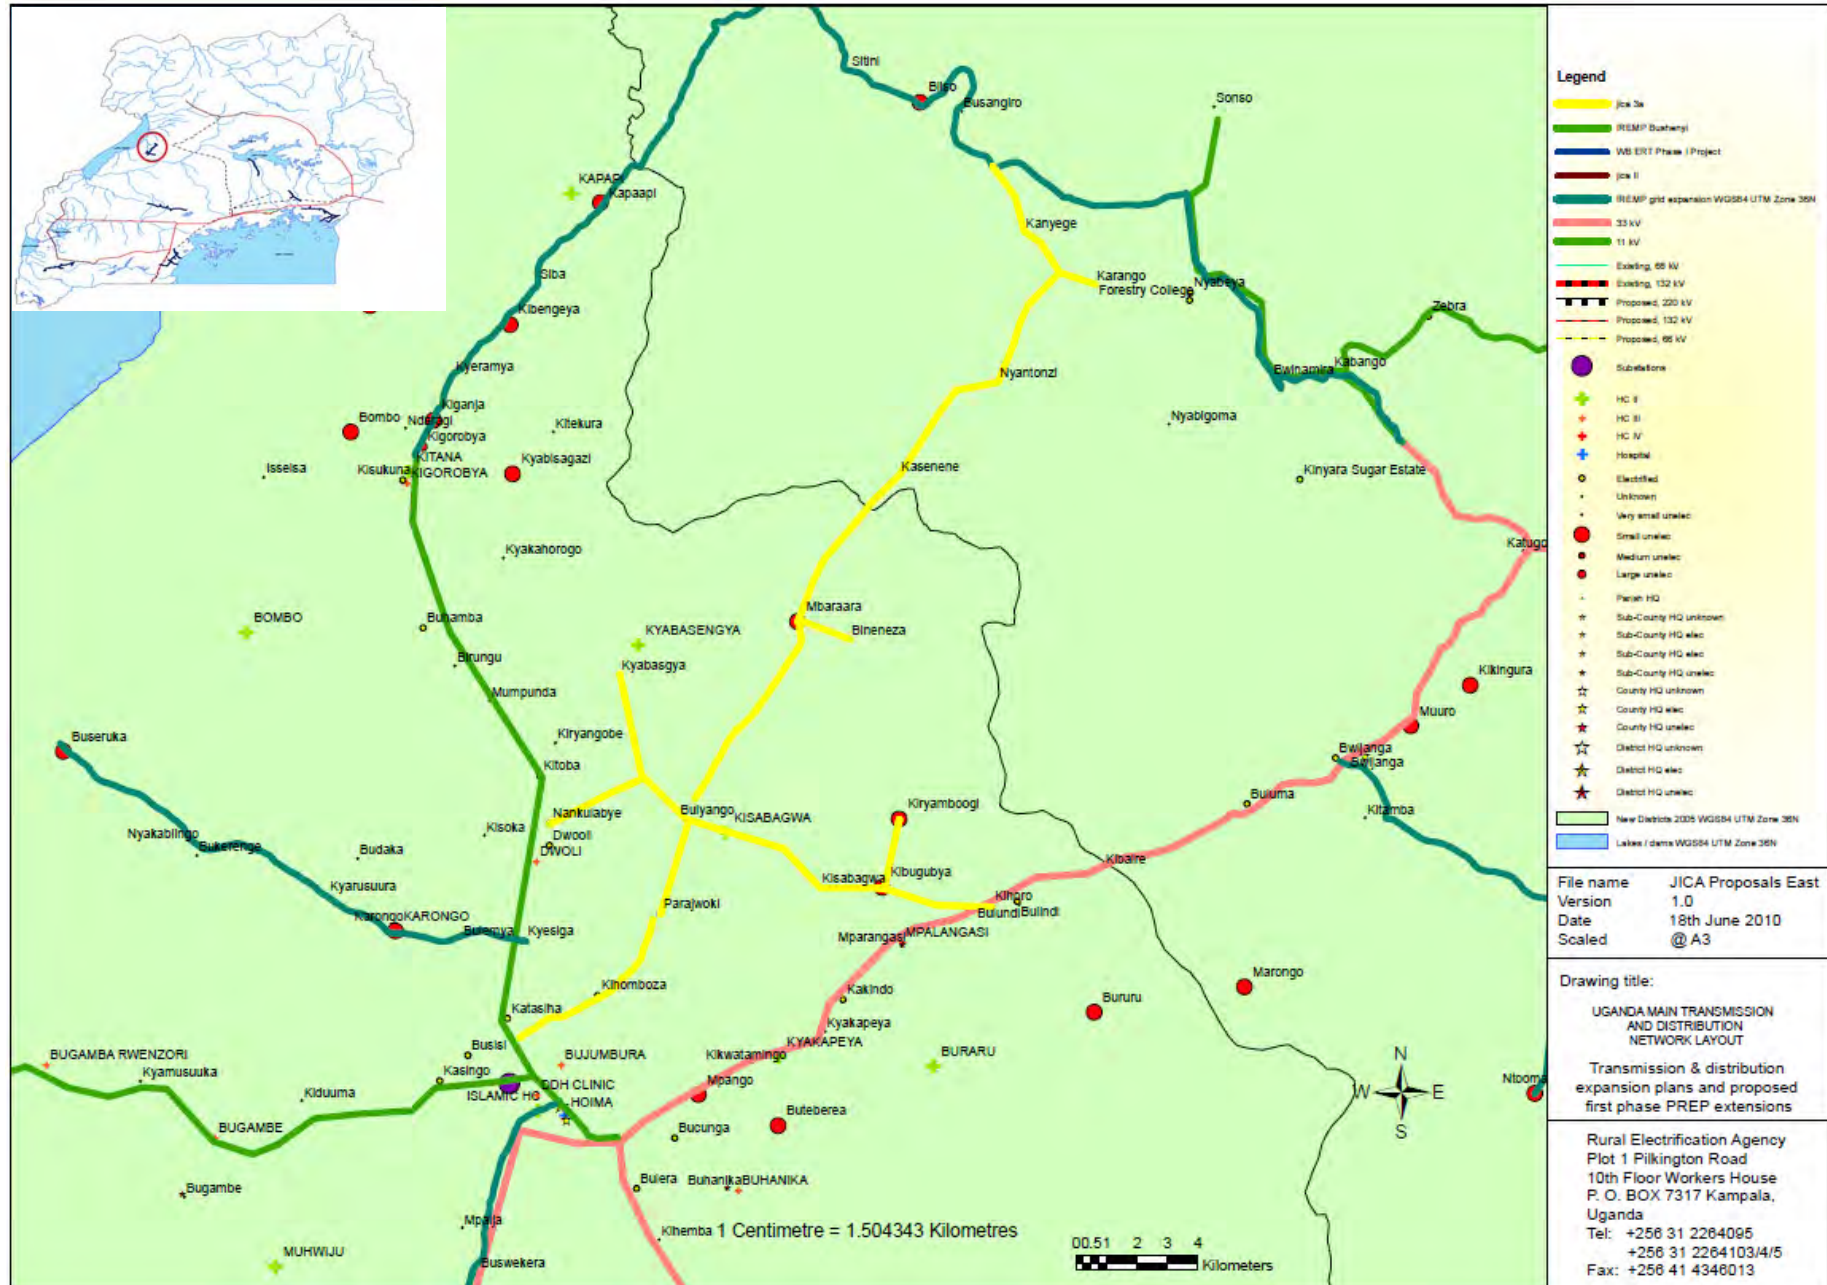 Sitini
Biiso
Busangiro
Sonso
KAPAPI
Kapaapi
Kanyege
Siba
Karango
Forestry College
Nyabeya
Kibengeya
Zebra
Kyeramya
Nyantonzi
Bwinamira
Kabango
Kiganja
Bombo
Nderagi
Kitekura
Nyabigoma
Kigorobya
KITANA
Kisukuna
KIGOROBYA
Kyabisagazi
Kasenene
Kinyara Sugar Estate
Isseisa
Kyakahorogo
Katugo
BOMBO
Bunamba
Mbaraara
KYABASENGYA
Bineneza
Birungu
Kyabasgya
Kikingura
Mumpunda
Muuro
Buseruka
Kiryangobe
Bwijanga
Bwijanga
Kitoba
Nankulabye
Bulyango
KISABAGWA
Kiryamboogi
Buluma
Kitamba
Nyakabiingo
Bukerenge
Kisoka
Dwooli
DWOLI
Budaka
Kibaire
Kyarusuura
Kisabagwa
Kibugubya
Parajwoki
Kihoro
Bulundi
Bulindi
Karongo
KARONGO
Bulemya
Kyesiga
Mparangasi
MPALANGASI
Marongo
Kihomboza
Kakindo
Bururu
Katasiha
Kyakapeya
KYAKAPEYA
Busisi
BUJUMBURA
Kikwatamingo
BURARU
BUGAMBA RWENZORI
Kyamusuuka
Kasingo
DDH CLINIC
Mpango
Ntooma
Kiduuma
ISLAMIC HC
HOIMA
Buteberea
BUGAMBE
Bucunga
Bugambe
Bulera
Buhanika
BUHANIKA
Mpaija
Kihemba
1 Centimetre = 1.504343 Kilometres
MUHWIJU
Buswekera
00.51 2 3 4
Kilometers
N
W
E
S
Legend
jica 3a
IREMP Bushenyi
WB ERT Phase I Project
jica II
IREMP grid expansion WGS84 UTM Zone 36N
33 kV
11 kV
Existing, 66 kV
Existing, 132 kV
Proposed, 220 kV
Proposed, 132 kV
Proposed, 66 kV
Substations
HC II
HC III
HC IV
Hospital
Electrified
Unknown
Very small unelec
Small unelec
Medium unelec
Large unelec
Parish HQ
Sub-County HQ unknown
Sub-County HQ elec
Sub-County HQ elec
Sub-County HQ unelec
County HQ unknown
County HQ elec
County HQ unelec
District HQ unknown
District HQ elec
District HQ unelec
New Districts 2005 WGS84 UTM Zone 36N
Lakes / dams WGS84 UTM Zone 36N
File name JICA Proposals East
Version 1.0
Date 18th June 2010
Scaled @ A3
Drawing title:
UGANDA MAIN TRANSMISSION
AND DISTRIBUTION
NETWORK LAYOUT
Transmission & distribution
expansion plans and proposed
first phase PREP extensions
Rural Electrification Agency
Plot 1 Pilkington Road
10th Floor Workers House
P. O. BOX 7317 Kampala,
Uganda
Tel: +256 31 2264095
+256 31 2264103/4/5
Fax: +256 41 4346013